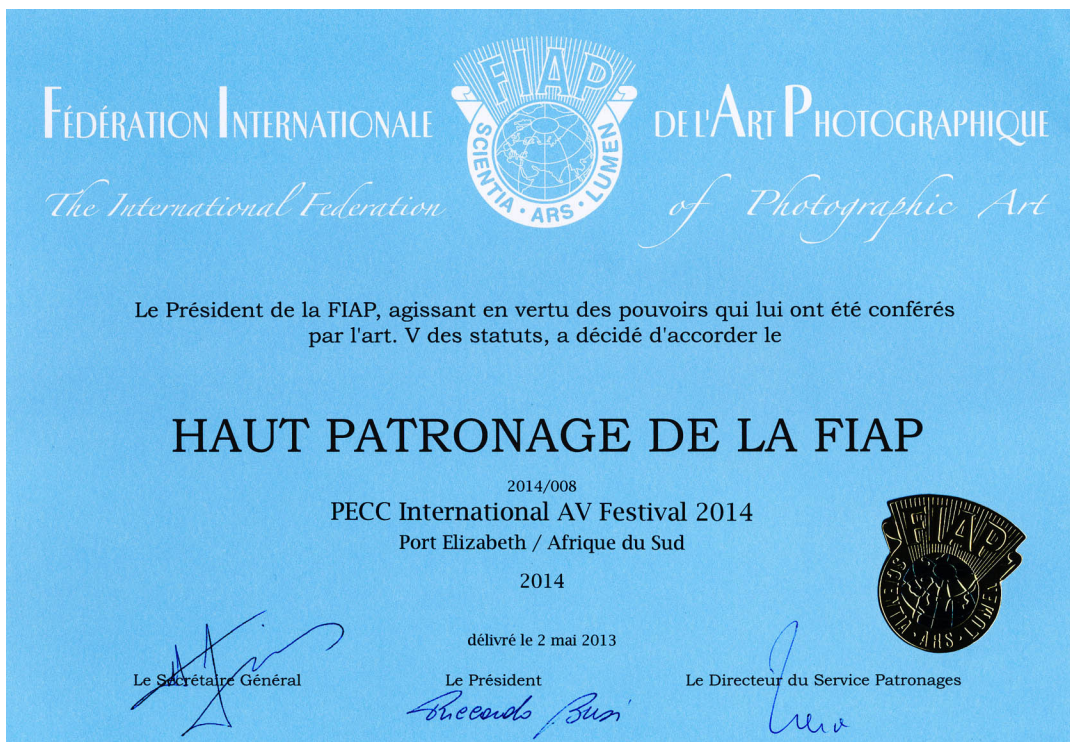 FÉDÉRATION INTERNATIONALE
FIAP
SCIENTIA · ARS · LUMEN
DE L'ART PHOTOGRAPHIQUE
The International Federation
of Photographic Art
Le Président de la FIAP, agissant en vertu des pouvoirs qui lui ont été conférés
par l'art. V des statuts, a décidé d'accorder le
HAUT PATRONAGE DE LA FIAP
2014/008
PECC International AV Festival 2014
Port Elizabeth / Afrique du Sud
2014
FIAP
SCIENTIA · ARS · LUMEN
délivré le 2 mai 2013
Le Secrétaire Général
Le Président
Le Directeur du Service Patronages
Riccardo Busi